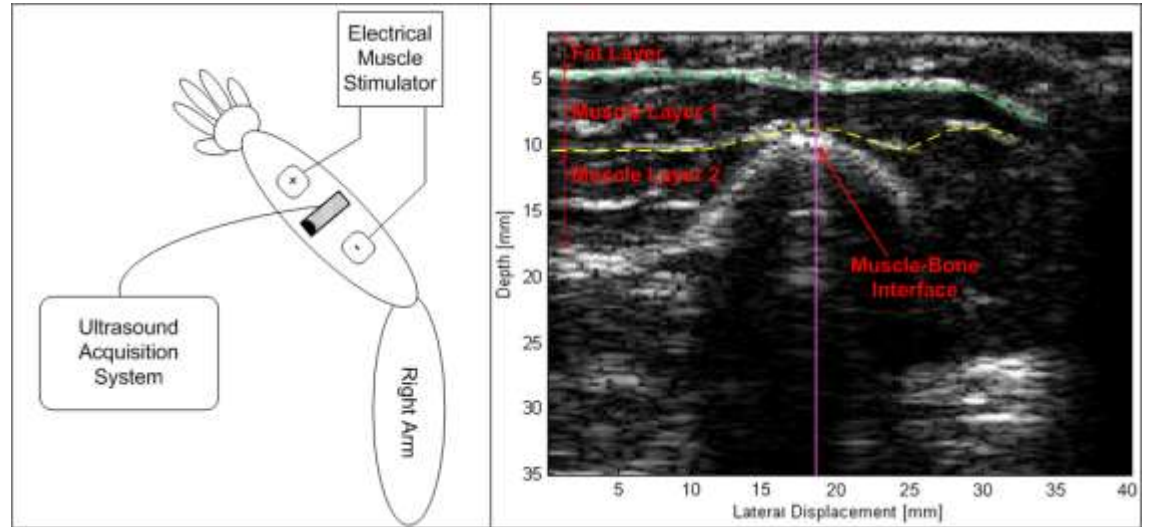 Electrical
Muscle
Stimulator
+
-
Ultrasound
Acquisition
System
Right Arm
Fat Layer
Muscle Layer 1
Muscle Layer 2
Muscle-Bone
Interface
Depth [mm]
5
10
15
20
25
30
35
5
10
15
20
25
30
35
40
Lateral Displacement [mm]